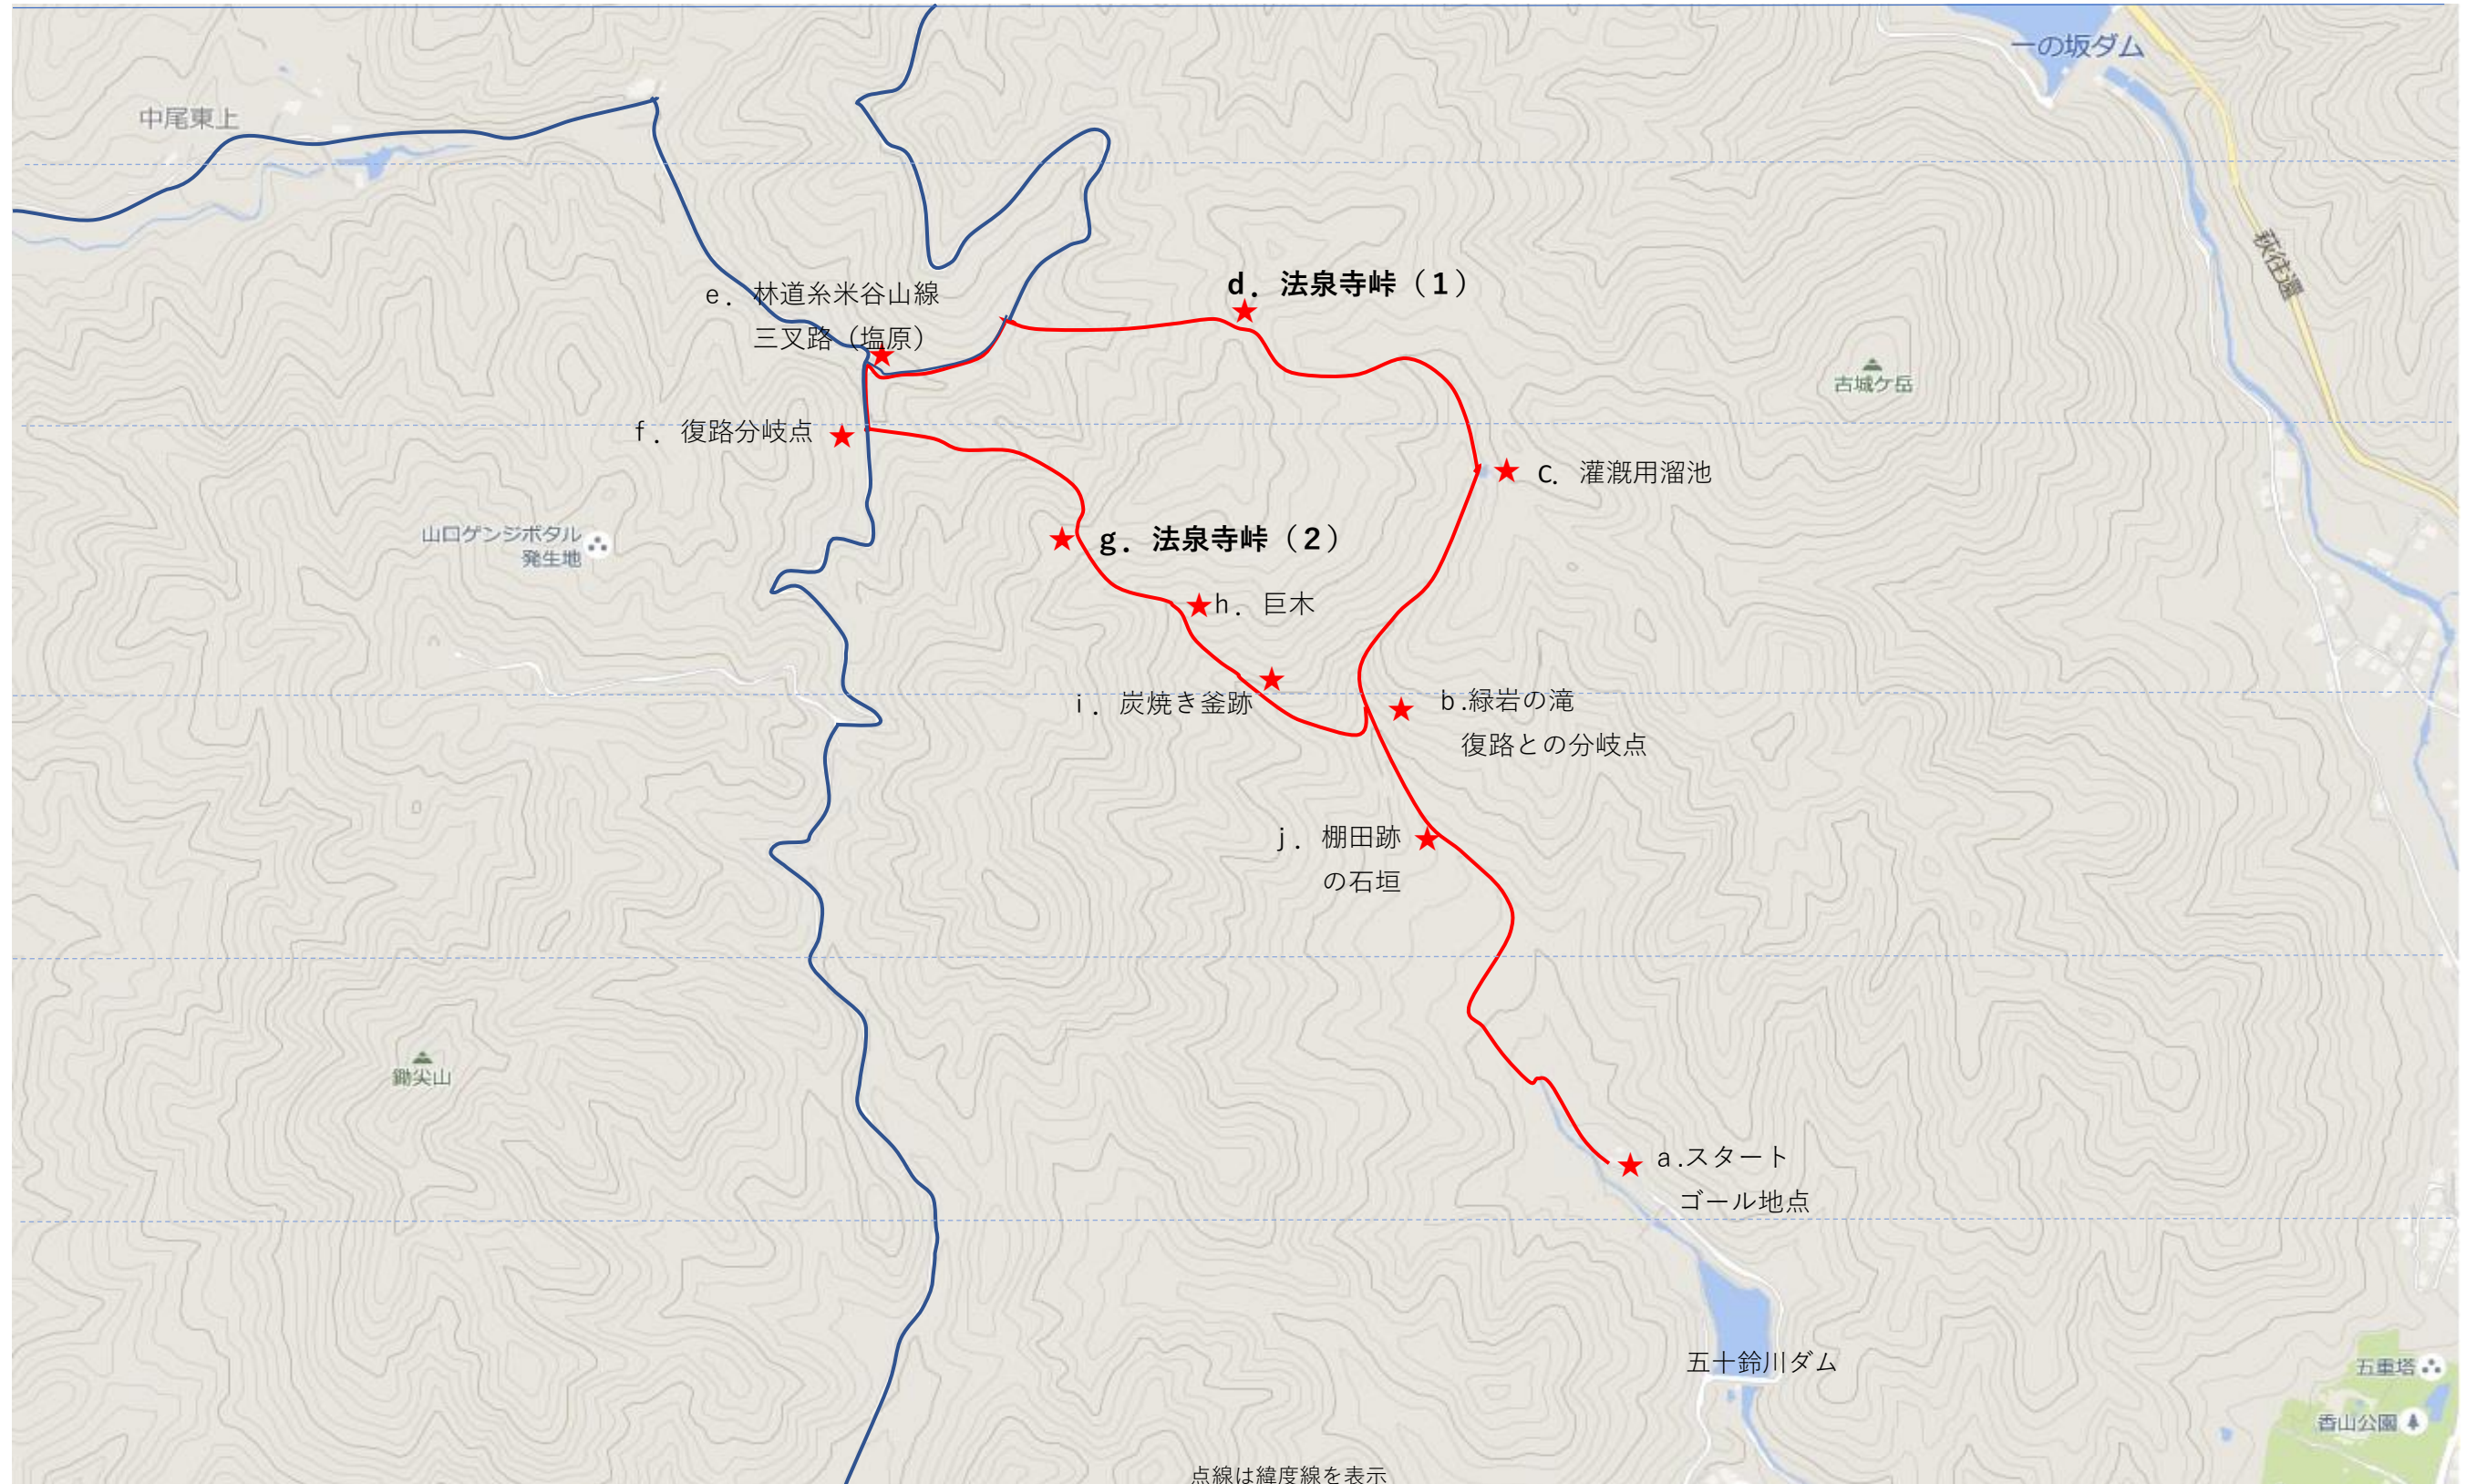 一の坂ダム
中尾東上
萩往還
d．法泉寺峠（１）
e．林道糸米谷山線
三叉路（塩原）
古城ケ岳
f．復路分岐点
c．灌漑用溜池
山口ゲンジボタル
発生地
g．法泉寺峠（２）
h．巨木
i．炭焼き釜跡
b.緑岩の滝
復路との分岐点
j．棚田跡
の石垣
鋤尖山
a.スタート
ゴール地点
五十鈴川ダム
五重塔
香山公園
点線は緯度線を表示